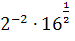 2⁻² · 16^{1/2}